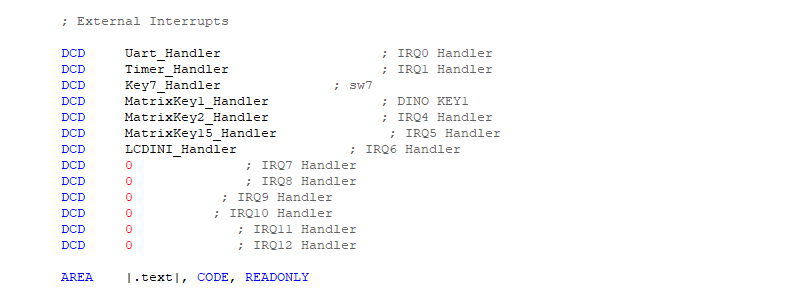 ; External Interrupts
DCD Uart_Handler ; IRQ0 Handler
DCD Timer_Handler ; IRQ1 Handler
DCD Key7_Handler ; sw7
DCD MatrixKey1_Handler ; DINO KEY1
DCD MatrixKey2_Handler ; IRQ4 Handler
DCD MatrixKey15_Handler ; IRQ5 Handler
DCD LCDINI_Handler ; IRQ6 Handler
DCD 0 ; IRQ7 Handler
DCD 0 ; IRQ8 Handler
DCD 0 ; IRQ9 Handler
DCD 0 ; IRQ10 Handler
DCD 0 ; IRQ11 Handler
DCD 0 ; IRQ12 Handler
AREA |.text|, CODE, READONLY